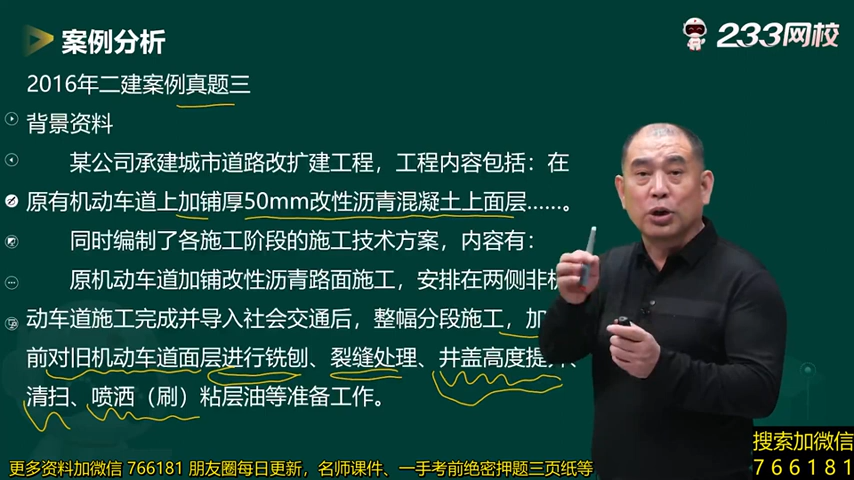 案例分析
233网校
2016年二建案例真题三
背景资料
某公司承建城市道路改扩建工程，工程内容包括：在
原有机动车道上加铺厚50mm改性沥青混凝土上面层……。
同时编制了各施工阶段的施工技术方案，内容有：
原机动车道加铺改性沥青路面施工，安排在两侧非机
动车道施工完成并导入社会交通后，整幅分段施工，加
前对旧机动车道面层进行铣刨、裂缝处理、井盖高度提升、
清扫、喷洒（刷）粘层油等准备工作。
搜索加微信
766181
更多资料加微信 766181 朋友圈每日更新，名师课件、一手考前绝密押题三页纸等